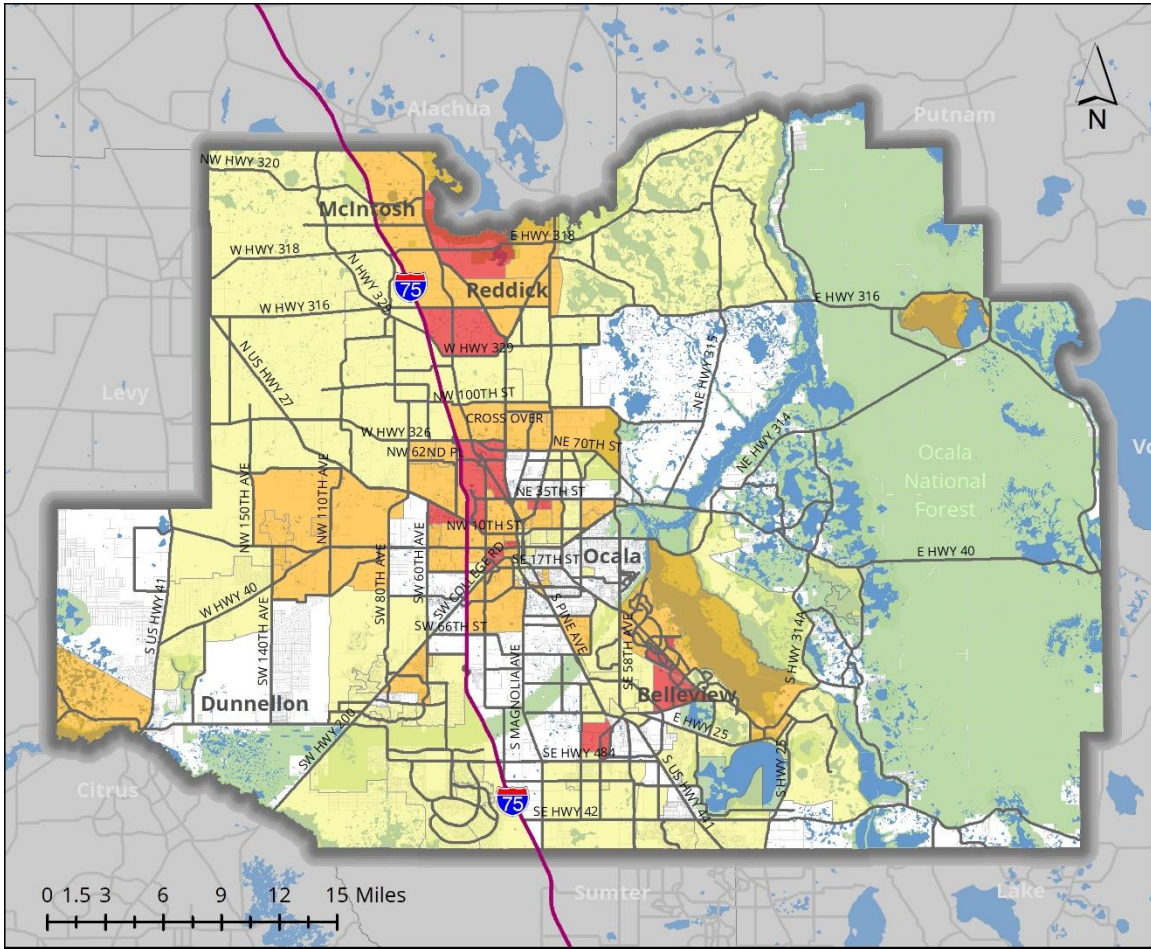 Alachua
Putnam
N
NW HWY 320
McIntosh
E HWY 318
W HWY 318
N HWY 329
75
Reddick
W HWY 316
E HWY 316
W HWY 329
NE HWY 315
N US HWY 27
Levy
NW 100TH ST
CROSS OVER
W HWY 326
NE 70TH ST
NW 62ND P
NE HWY 314
Vo
Ocala
National
Forest
NW 150TH AVE
NW 110TH AVE
NE 35TH ST
NW 10TH ST
SW 60TH AVE
SW COLLEGE RD
SE 17TH ST
Ocala
E HWY 40
SW 80TH AVE
W HWY 40
S US HWY 41
SW 140TH AVE
SW 66TH ST
S PINE AVE
SE 58TH AVE
S HWY 314A
Belleview
Dunnellon
S MAGNOLIA AVE
SW HWY 200
E HWY 25
S HWY 25
SE HWY 484
S US HWY 441
Citrus
75
SE HWY 42
0 1.5 3 6 9 12 15 Miles
Sumter
Lake